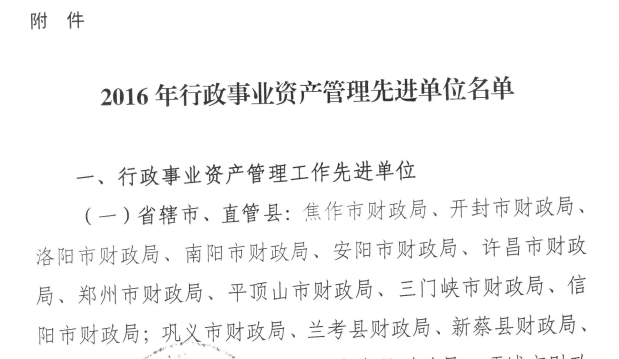 附 件
2016 年行政事业资产管理先进单位名单
一、行政事业资产管理工作先进单位
（一）省辖市、直管县：焦作市财政局、开封市财政局、
洛阳市财政局、南阳市财政局、安阳市财政局、许昌市财政
局、郑州市财政局、平顶山市财政局、三门峡市财政局、信
阳市财政局；巩义市财政局、兰考县财政局、新蔡县财政局、